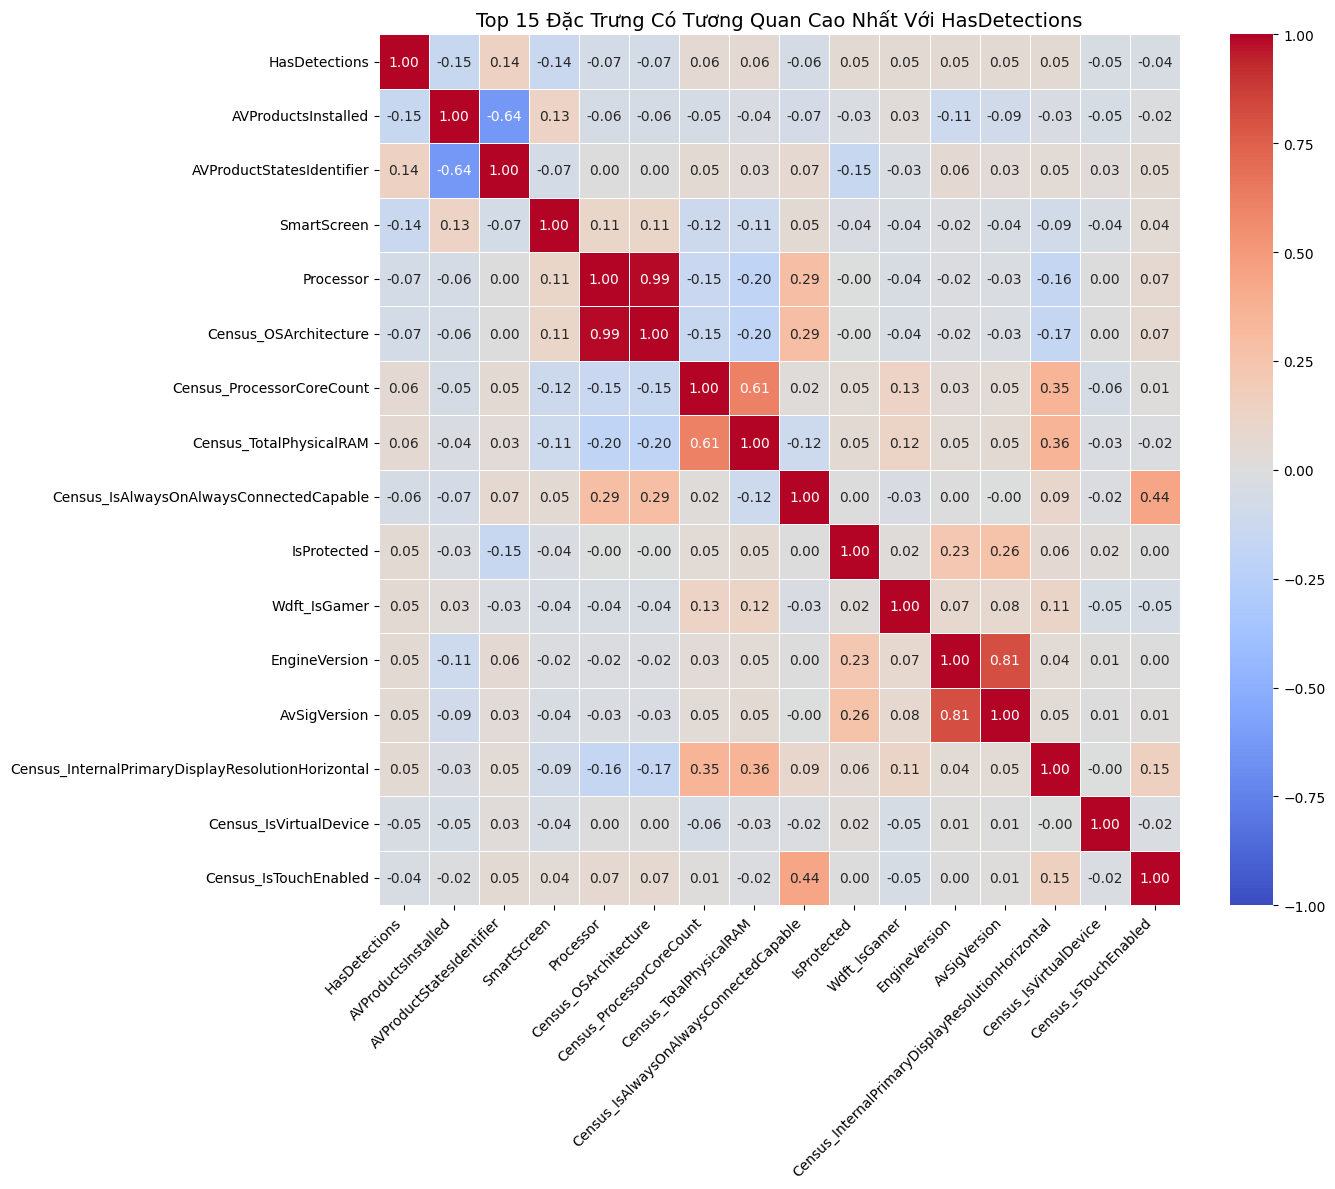 Top 15 Đặc Trưng Có Tương Quan Cao Nhất Với HasDetections
HasDetections 1.00 -0.15 0.14 -0.14 -0.07 -0.07 0.06 0.06 -0.06 0.05 0.05 0.05 0.05 0.05 -0.05 -0.04
AVProductsInstalled -0.15 1.00 -0.64 0.13 -0.06 -0.06 -0.05 -0.04 -0.07 -0.03 0.03 -0.11 -0.09 -0.03 -0.05 -0.02
AVProductStatesIdentifier 0.14 -0.64 1.00 -0.07 0.00 0.00 0.05 0.03 0.07 -0.15 -0.03 0.06 0.03 0.05 0.03 0.05
SmartScreen -0.14 0.13 -0.07 1.00 0.11 0.11 -0.12 -0.11 0.05 -0.04 -0.04 -0.02 -0.04 -0.09 -0.04 0.04
Processor -0.07 -0.06 0.00 0.11 1.00 0.99 -0.15 -0.20 0.29 -0.00 -0.04 -0.02 -0.03 -0.16 0.00 0.07
Census_OSArchitecture -0.07 -0.06 0.00 0.11 0.99 1.00 -0.15 -0.20 0.29 -0.00 -0.04 -0.02 -0.03 -0.17 0.00 0.07
Census_ProcessorCoreCount 0.06 -0.05 0.05 -0.12 -0.15 -0.15 1.00 0.61 0.02 0.05 0.13 0.03 0.05 0.35 -0.06 0.01
Census_TotalPhysicalRAM 0.06 -0.04 0.03 -0.11 -0.20 -0.20 0.61 1.00 -0.12 0.05 0.12 0.05 0.05 0.36 -0.03 -0.02
Census_IsAlwaysOnAlwaysConnectedCapable -0.06 -0.07 0.07 0.05 0.29 0.29 0.02 -0.12 1.00 0.00 -0.03 0.00 -0.00 0.09 -0.02 0.44
IsProtected 0.05 -0.03 -0.15 -0.04 -0.00 -0.00 0.05 0.05 0.00 1.00 0.02 0.23 0.26 0.06 0.02 0.00
Wdft_IsGamer 0.05 0.03 -0.03 -0.04 -0.04 -0.04 0.13 0.12 -0.03 0.02 1.00 0.07 0.08 0.11 -0.05 -0.05
EngineVersion 0.05 -0.11 0.06 -0.02 -0.02 -0.02 0.03 0.05 0.00 0.23 0.07 1.00 0.81 0.04 0.01 0.00
AvSigVersion 0.05 -0.09 0.03 -0.04 -0.03 -0.03 0.05 0.05 -0.00 0.26 0.08 0.81 1.00 0.05 0.01 0.01
Census_InternalPrimaryDisplayResolutionHorizontal 0.05 -0.03 0.05 -0.09 -0.16 -0.17 0.35 0.36 0.09 0.06 0.11 0.04 0.05 1.00 -0.00 0.15
Census_IsVirtualDevice -0.05 -0.05 0.03 -0.04 0.00 0.00 -0.06 -0.03 -0.02 0.02 -0.05 0.01 0.01 -0.00 1.00 -0.02
Census_IsTouchEnabled -0.04 -0.02 0.05 0.04 0.07 0.07 0.01 -0.02 0.44 0.00 -0.05 0.00 0.01 0.15 -0.02 1.00
HasDetections
AVProductsInstalled
AVProductStatesIdentifier
SmartScreen
Processor
Census_OSArchitecture
Census_ProcessorCoreCount
Census_TotalPhysicalRAM
Census_IsAlwaysOnAlwaysConnectedCapable
IsProtected
Wdft_IsGamer
EngineVersion
AvSigVersion
Census_InternalPrimaryDisplayResolutionHorizontal
Census_IsVirtualDevice
Census_IsTouchEnabled
1.00
0.75
0.50
0.25
0.00
−0.25
−0.50
−0.75
−1.00